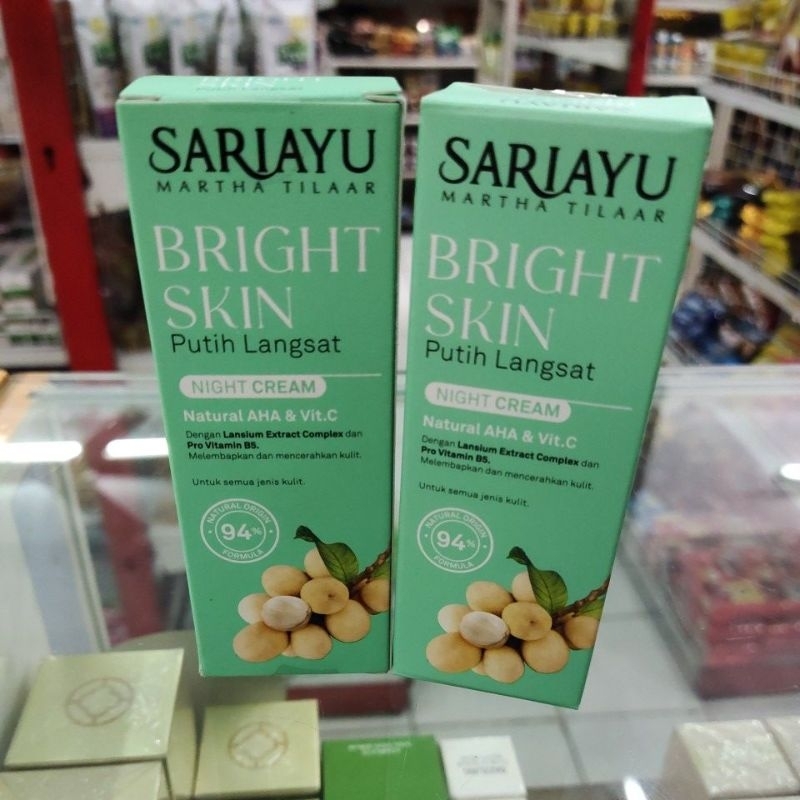 BRIGHT
SARIAYU
MARTHA TILAAR
BRIGHT
SKIN
Putih Langsat
NIGHT CREAM
Natural AHA & Vit.C
Dengan Lansium Extract Complex dan
Pro Vitamin B5.
Melembapkan dan mencerahkan kulit.
Untuk semua jenis kulit.
NATURAL ORIGIN
94%
FORMULA
SARIAYU
MARTHA TILAAR
BRIGHT
SKIN
Putih Langsat
NIGHT CREAM
Natural AHA & Vit.C
Dengan Lansium Extract Complex dan
Pro Vitamin B5.
Melembapkan dan mencerahkan kulit.
Untuk semua jenis kulit.
NATURAL ORIGIN
94%
FORMULA